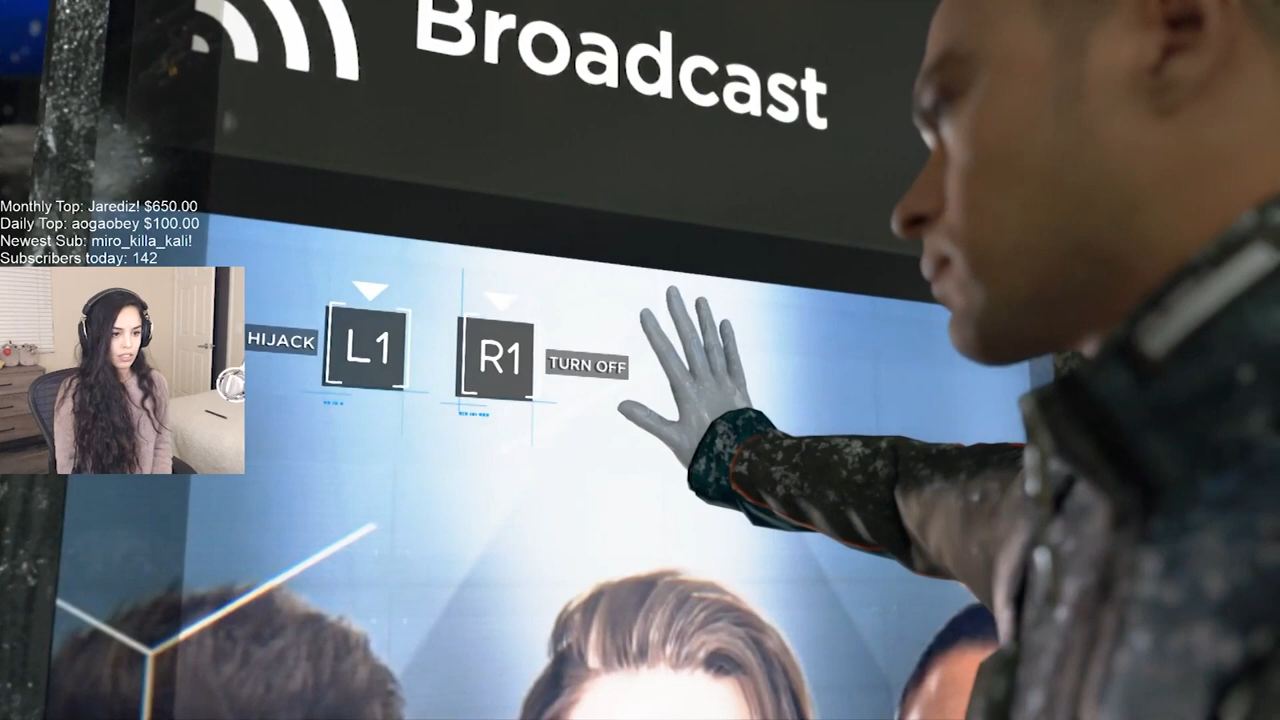 Broadcast
Monthly Top: Jarediz! $650.00
Daily Top: aogaobey $100.00
Newest Sub: miro_killa_kali!
Subscribers today: 142
HIJACK
L1
R1
TURN OFF